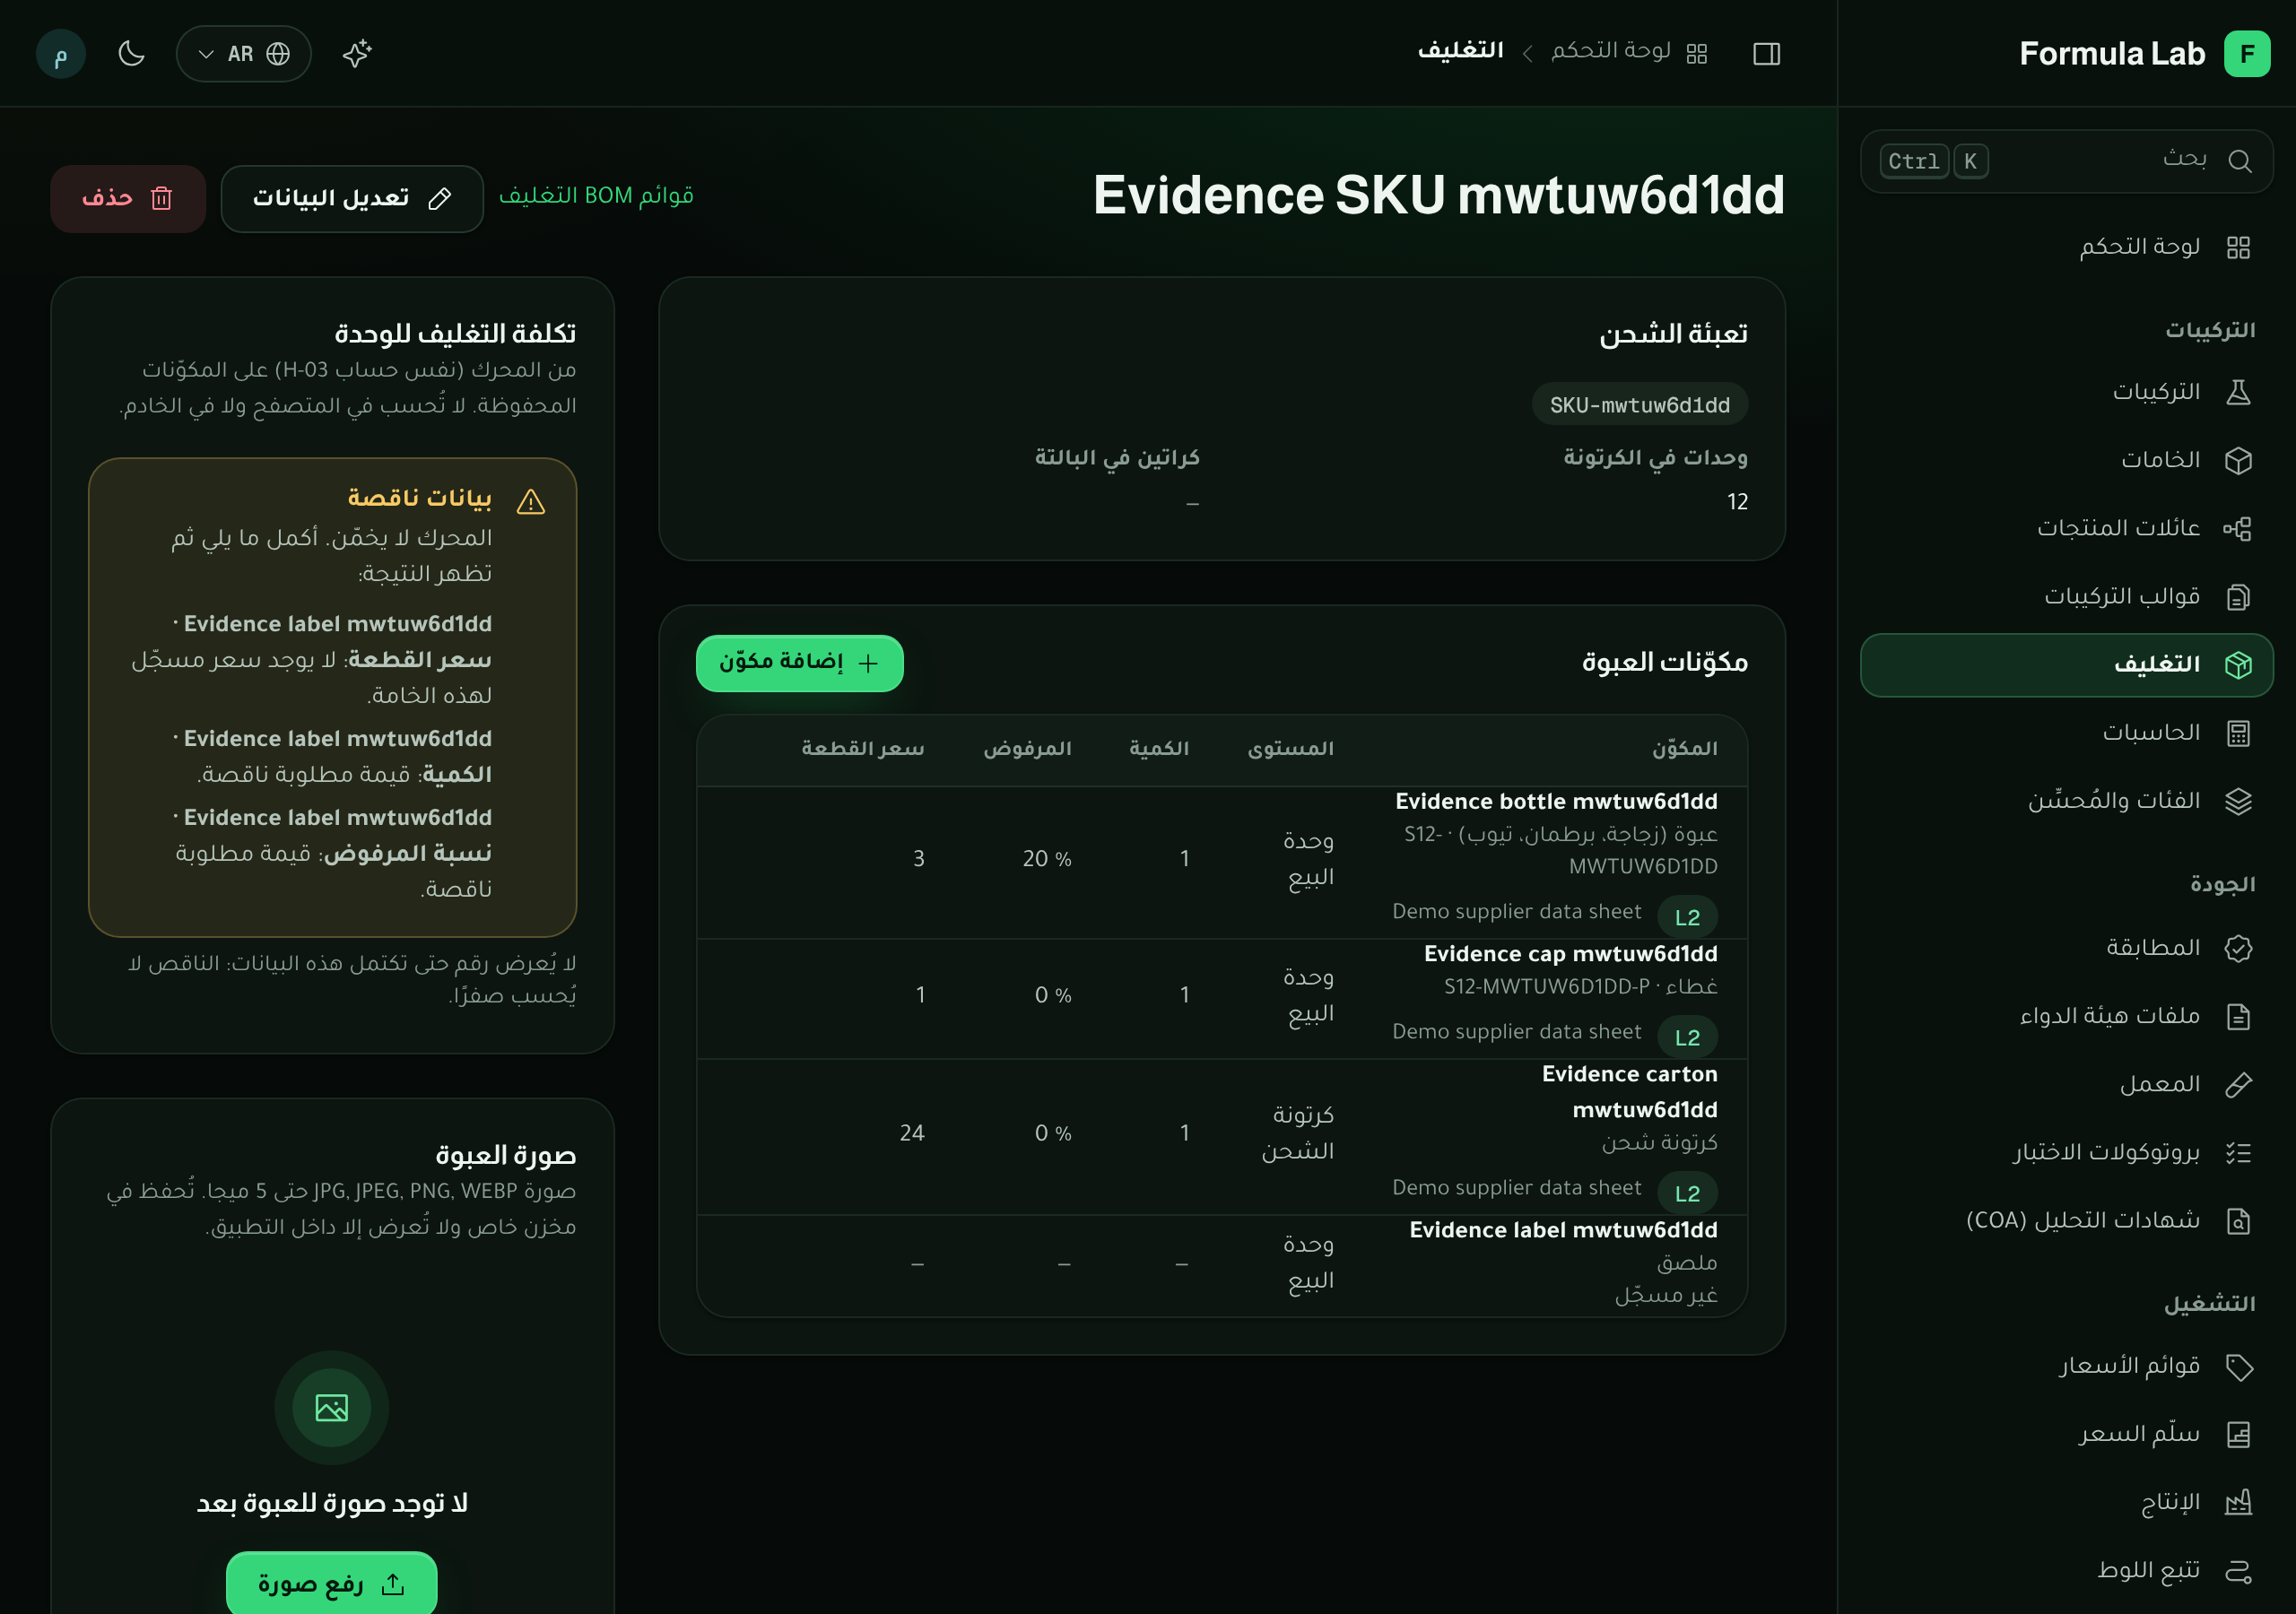 Formula Lab
F
لوحة التحكم
التغليف
AR
م
بحث
Ctrl K
لوحة التحكم
التركيبات
التركيبات
الخامات
عائلات المنتجات
قوالب التركيبات
التغليف
الحاسبات
الفئات والمُحسِّن
الجودة
المطابقة
ملفات هيئة الدواء
المعمل
بروتوكولات الاختبار
شهادات التحليل (COA)
التشغيل
قوائم الأسعار
سلّم السعر
الإنتاج
تتبع اللوط
Evidence SKU mwtuw6d1dd
قوائم BOM التغليف
تعديل البيانات
حذف
تعبئة الشحن
SKU-mwtuw6d1dd
وحدات في الكرتونة
كراتين في البالتة
12
—
مكوّنات العبوة
إضافة مكوّن
المكوّن المستوى الكمية المرفوض سعر القطعة
Evidence bottle mwtuw6d1dd
عبوة (زجاجة، برطمان، تيوب) · S12-
MWTUW6D1DD
L2 Demo supplier data sheet
وحدة
البيع
1
20 %
3
Evidence cap mwtuw6d1dd
غطاء · S12-MWTUW6D1DD-P
L2 Demo supplier data sheet
وحدة
البيع
1
0 %
1
Evidence carton
mwtuw6d1dd
كرتونة شحن
L2 Demo supplier data sheet
كرتونة
الشحن
1
0 %
24
Evidence label mwtuw6d1dd
ملصق
غير مسجّل
وحدة
البيع
—
—
—
تكلفة التغليف للوحدة
من المحرك (نفس حساب H-03) على المكوّنات
المحفوظة. لا تُحسب في المتصفح ولا في الخادم.
بيانات ناقصة
المحرك لا يخمّن. أكمل ما يلي ثم
تظهر النتيجة:
Evidence label mwtuw6d1dd ·
سعر القطعة: لا يوجد سعر مسجّل
لهذه الخامة.
Evidence label mwtuw6d1dd ·
الكمية: قيمة مطلوبة ناقصة.
Evidence label mwtuw6d1dd ·
نسبة المرفوض: قيمة مطلوبة
ناقصة.
لا يُعرض رقم حتى تكتمل هذه البيانات: الناقص لا
يُحسب صفرًا.
صورة العبوة
صورة JPG, JPEG, PNG, WEBP حتى 5 ميجا. تُحفظ في
مخزن خاص ولا تُعرض إلا داخل التطبيق.
لا توجد صورة للعبوة بعد
رفع صورة